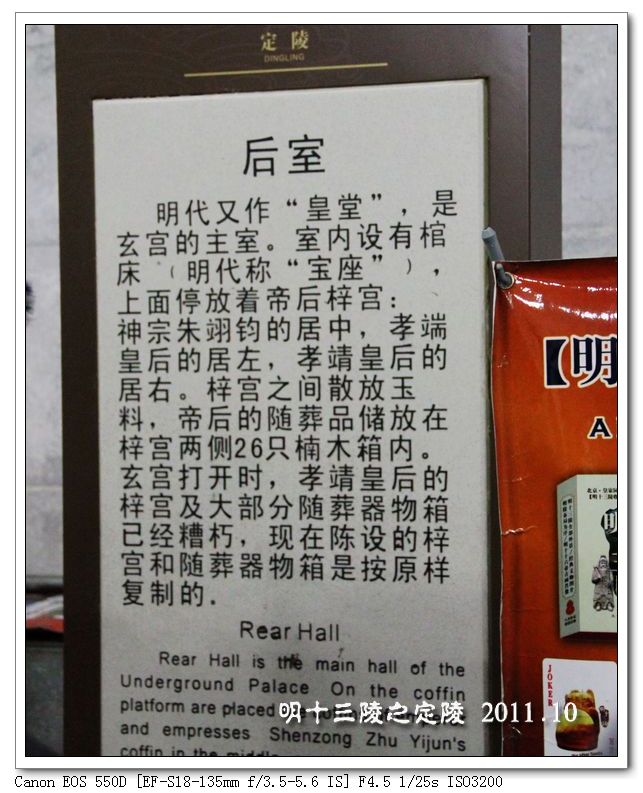 定 陵
DINGLING
后室
明代又作“皇堂”，是
玄宫的主室。室内设有棺
床（明代称“宝座”），
上面停放着帝后梓宫：
神宗朱翊钧的居中，孝端
皇后的居左，孝靖皇后的
居右。梓宫之间散放玉
料，帝后的随葬品储放在
梓宫两侧26只楠木箱内。
玄宫打开时，孝靖皇后的
梓宫及大部分随葬器物箱
已经糟朽，现在陈设的梓
宫和随葬器物箱是按原样
复制的.
Rear Hall
Rear Hall is the main hall of the
Underground Palace On the coffin
platform are placed
and empresses Shenzong Zhu Yijun's
coffin in the middle
【明
A
JOKER
明十三陵之定陵 2011.10
Canon EOS 550D [EF-S18-135mm f/3.5-5.6 IS] F4.5 1/25s ISO3200